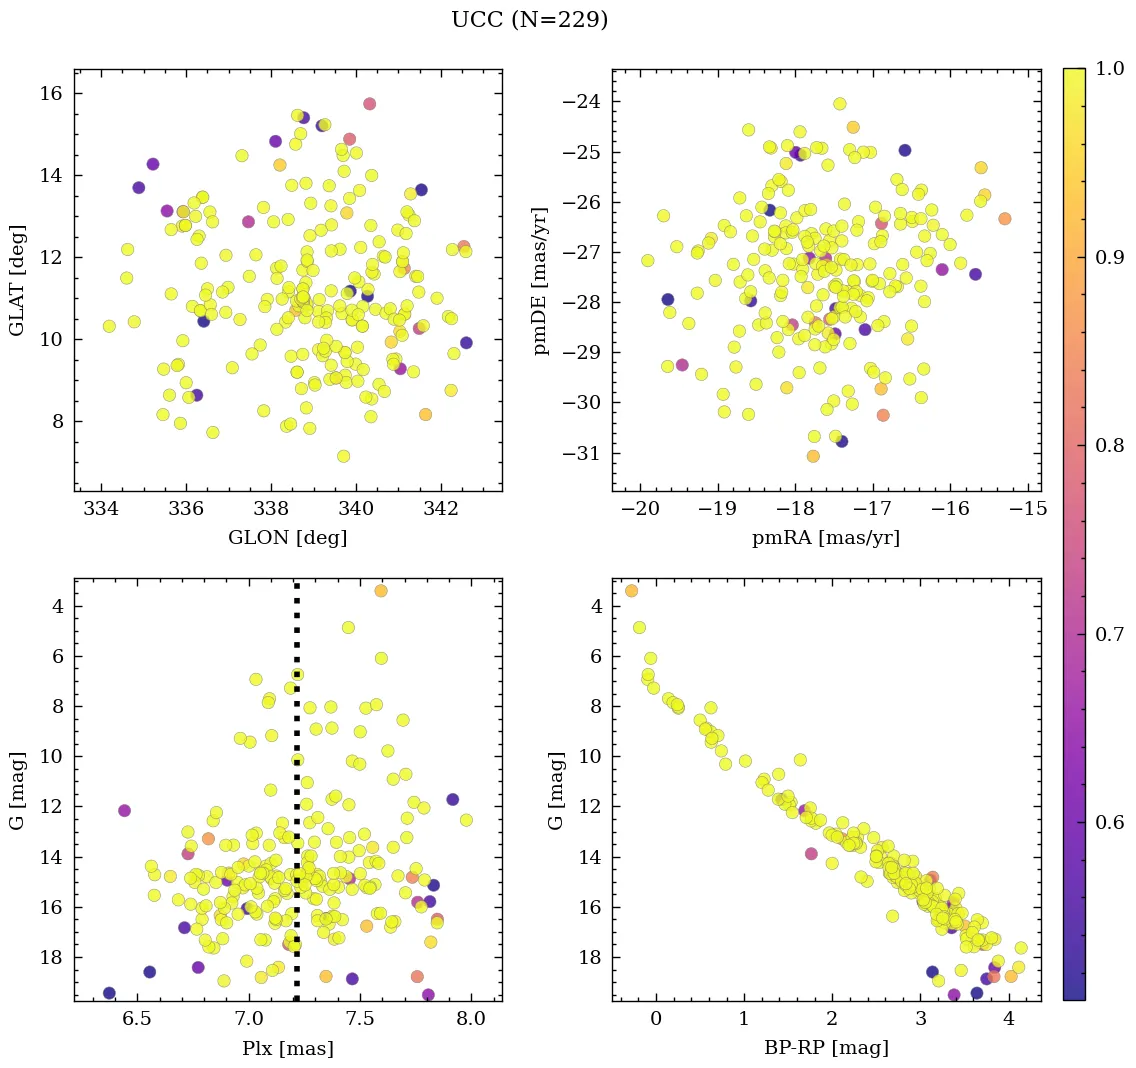 UCC (N=229)
16
14
12
10
8
GLAT [deg]
334 336 338 340 342
GLON [deg]
−24
−25
−26
−27
−28
−29
−30
−31
pmDE [mas/yr]
−20 −19 −18 −17 −16 −15
pmRA [mas/yr]
1.0
0.9
0.8
0.7
0.6
4
6
8
10
12
14
16
18
G [mag]
6.5 7.0 7.5 8.0
Plx [mas]
4
6
8
10
12
14
16
18
G [mag]
0 1 2 3 4
BP-RP [mag]